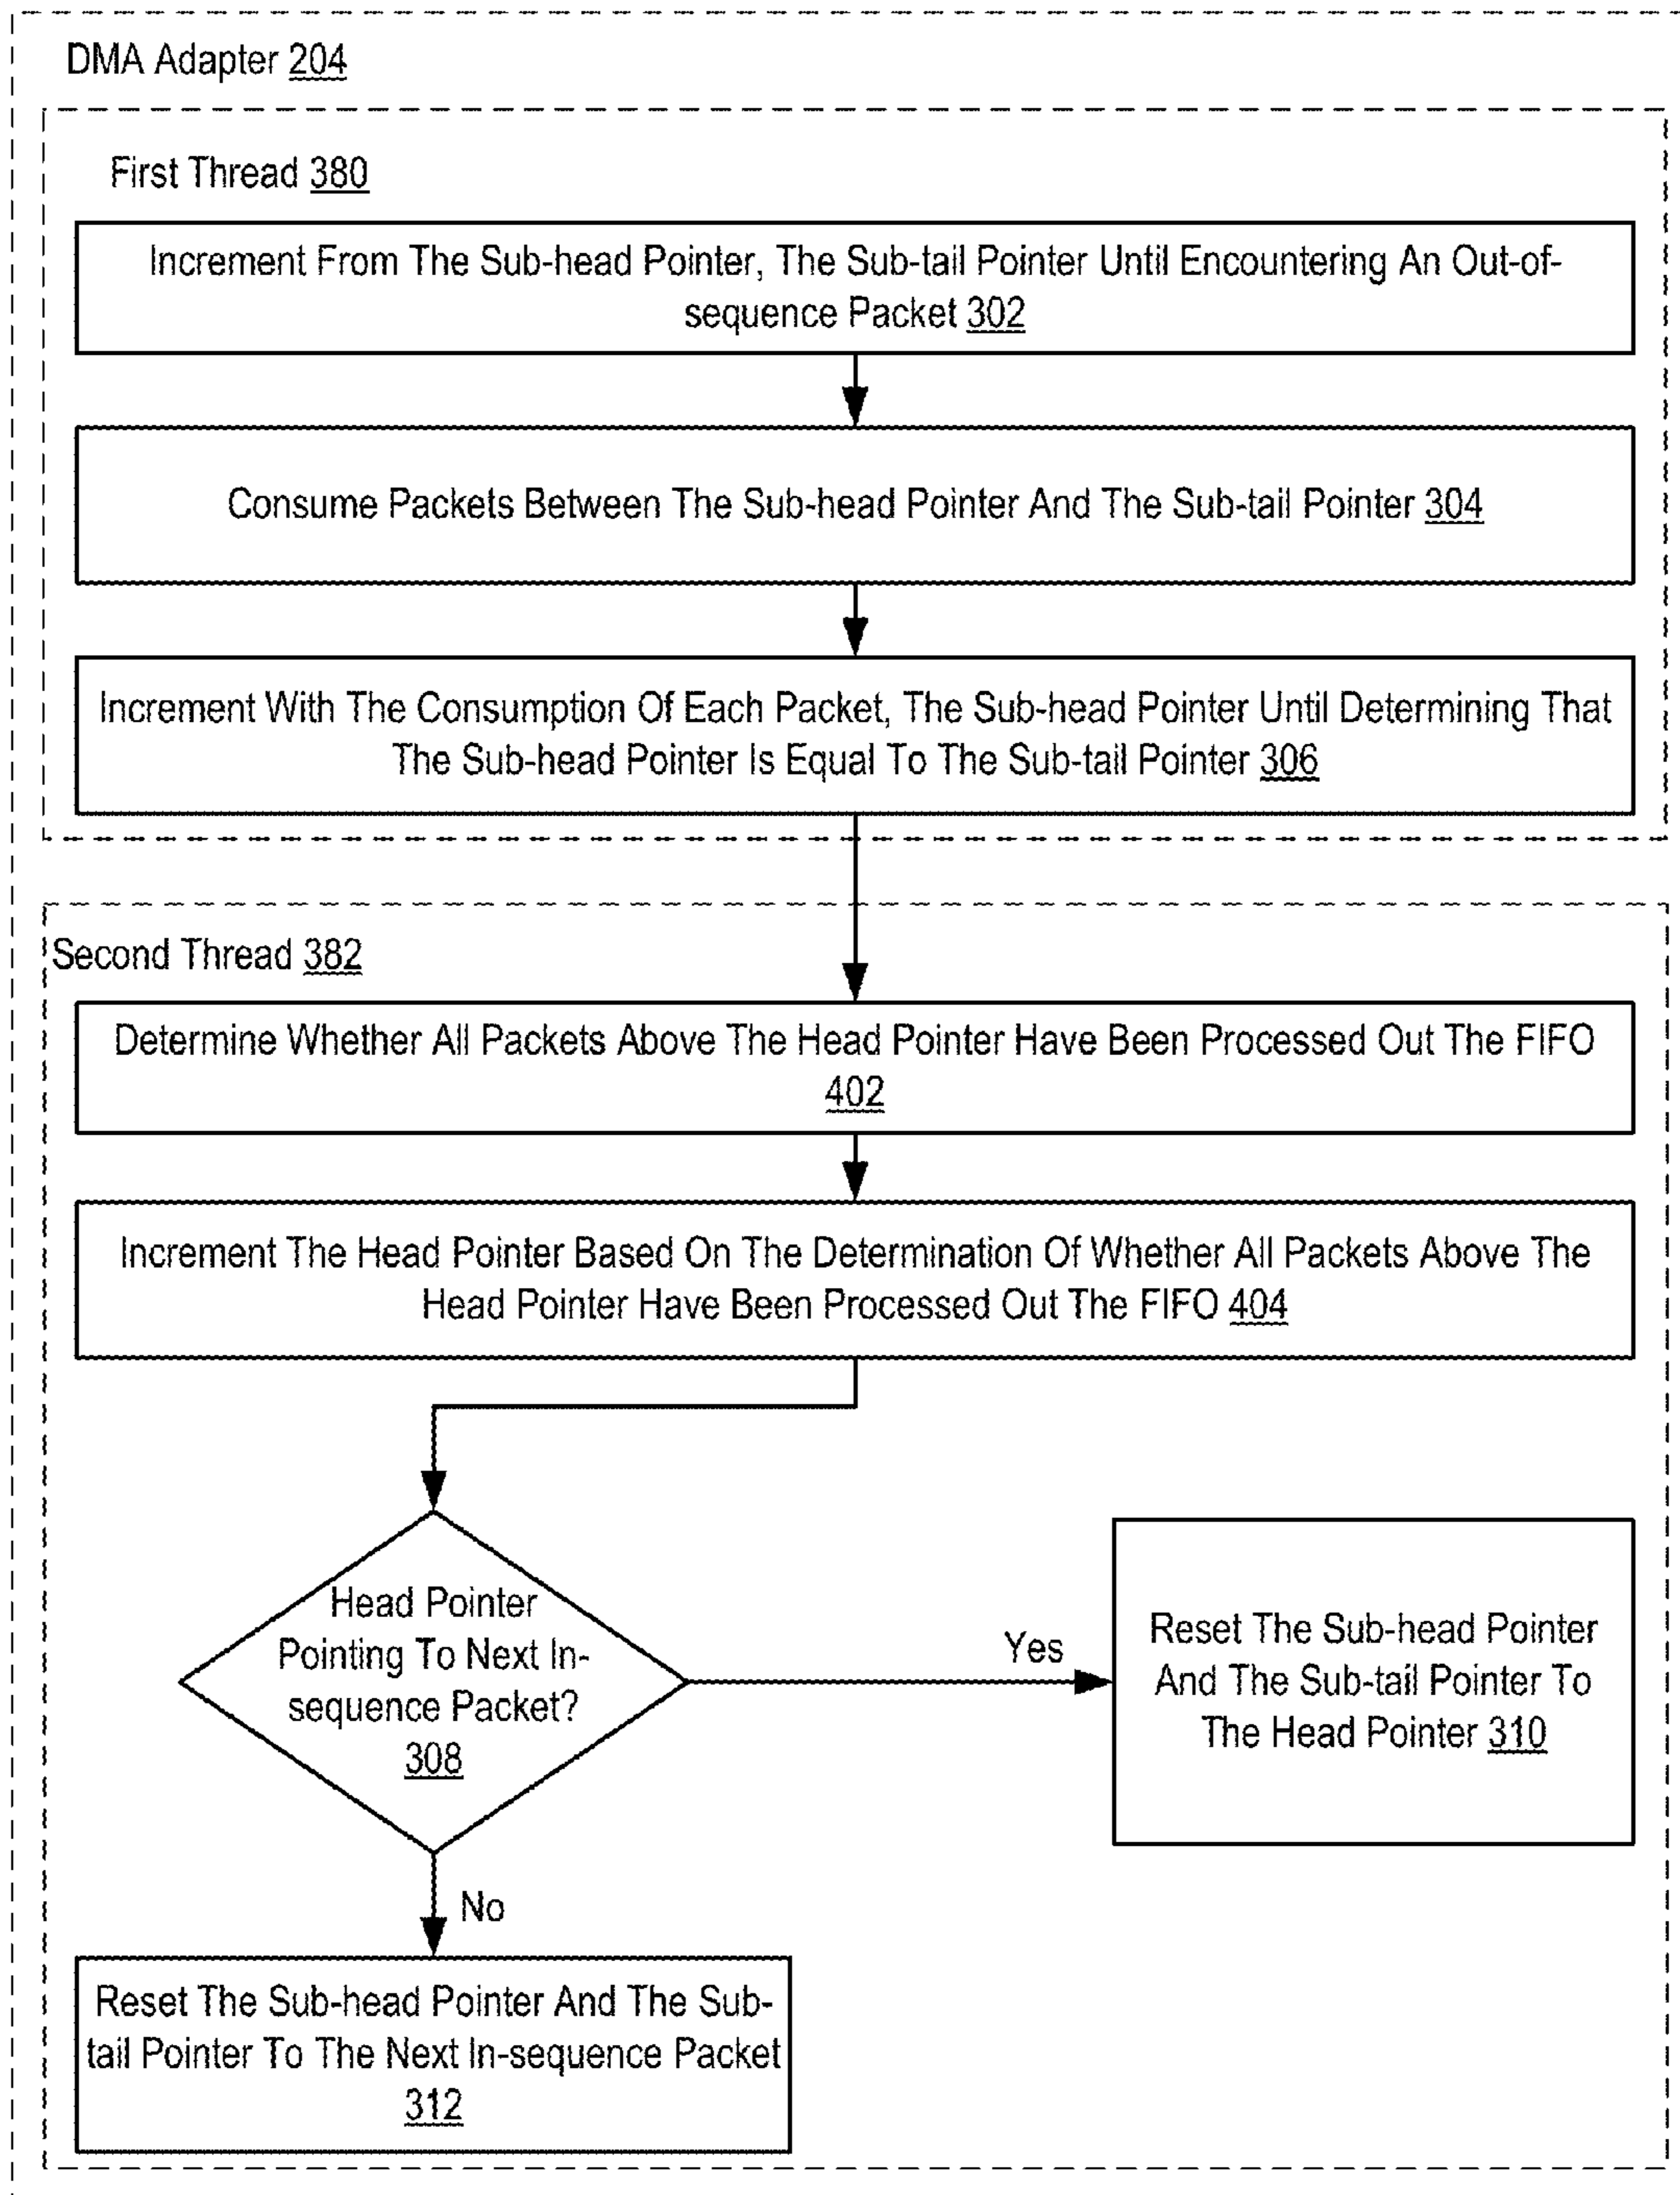 DMA Adapter 204
First Thread 380
Increment From The Sub-head Pointer, The Sub-tail Pointer Until Encountering An Out-of-
sequence Packet 302
Consume Packets Between The Sub-head Pointer And The Sub-tail Pointer 304
Increment With The Consumption Of Each Packet, The Sub-head Pointer Until Determining That
The Sub-head Pointer Is Equal To The Sub-tail Pointer 306
Second Thread 382
Determine Whether All Packets Above The Head Pointer Have Been Processed Out The FIFO
402
Increment The Head Pointer Based On The Determination Of Whether All Packets Above The
Head Pointer Have Been Processed Out The FIFO 404
Head Pointer
Pointing To Next In-
sequence Packet?
308
Yes
Reset The Sub-head Pointer
And The Sub-tail Pointer To
The Head Pointer 310
No
Reset The Sub-head Pointer And The Sub-
tail Pointer To The Next In-sequence Packet
312